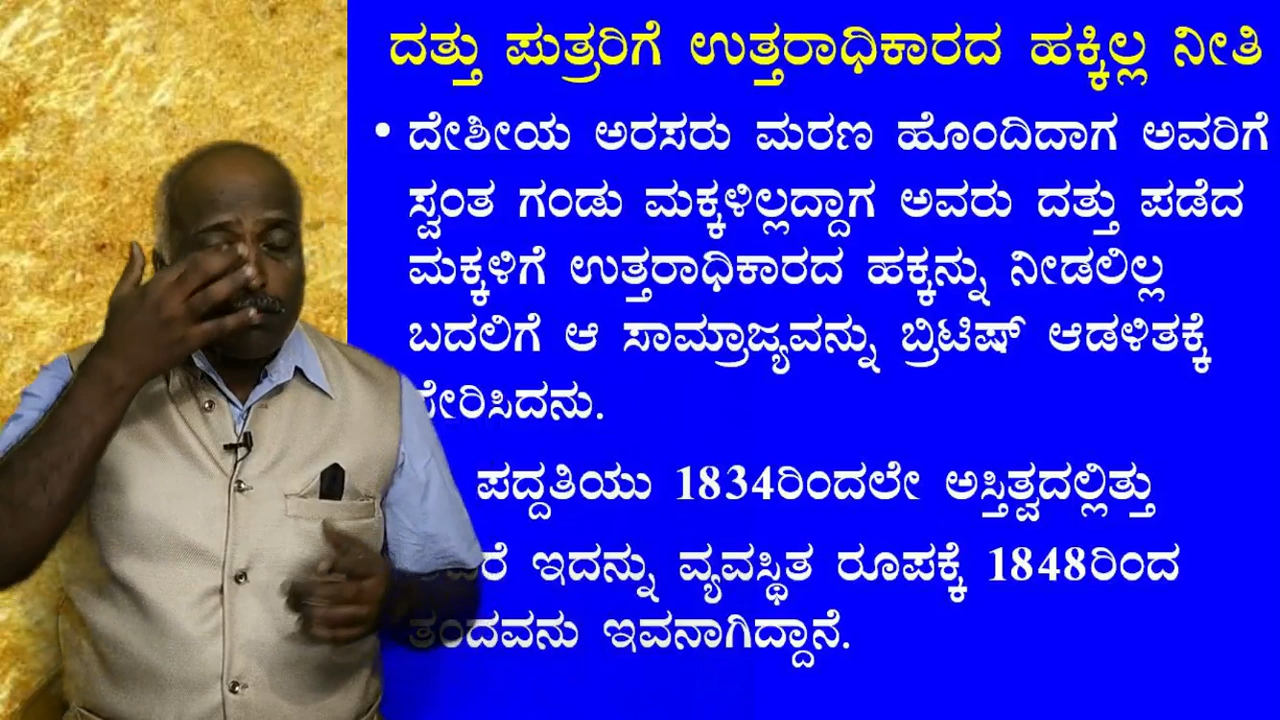 ದತ್ತು ಪುತ್ರರಿಗೆ ಉತ್ತರಾಧಿಕಾರದ ಹಕ್ಕಿಲ್ಲ ನೀತಿ
• ದೇಶೀಯ ಅರಸರು ಮರಣ ಹೊಂದಿದಾಗ ಅವರಿಗೆ
ಸ್ವಂತ ಗಂಡು ಮಕ್ಕಳಿಲ್ಲದ್ದಾಗ ಅವರು ದತ್ತು ಪಡೆದ
ಮಕ್ಕಳಿಗೆ ಉತ್ತರಾಧಿಕಾರದ ಹಕ್ಕನ್ನು ನೀಡಲಿಲ್ಲ
ಬದಲಿಗೆ ಆ ಸಾಮ್ರಾಜ್ಯವನ್ನು ಬ್ರಿಟಿಷ್ ಆಡಳಿತಕ್ಕೆ
ಪದ್ದತಿಯು 1834ರಿಂದಲೇ ಅಸ್ತಿತ್ವದಲ್ಲಿತ್ತು
ಇದನ್ನು ವ್ಯವಸ್ಥಿತ ರೂಪಕ್ಕೆ 1848ರಿಂದ
ತಂದವನು ಇವನಾಗಿದ್ದಾನೆ.